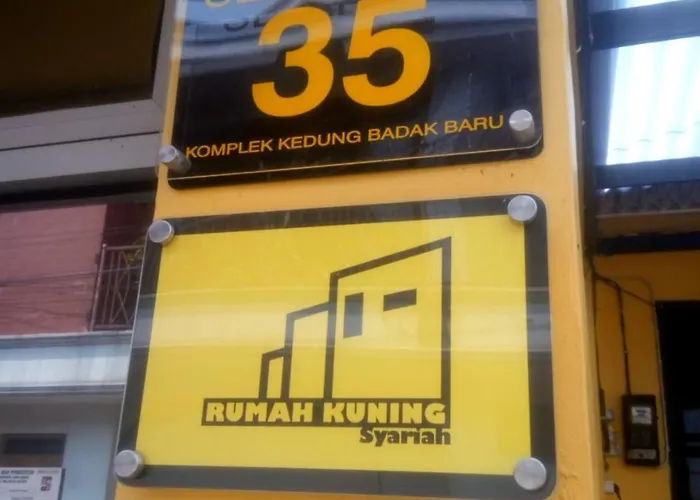 35
KOMPLEK KEDUNG BADAK BARU
RUMAH KUNING
Syariah